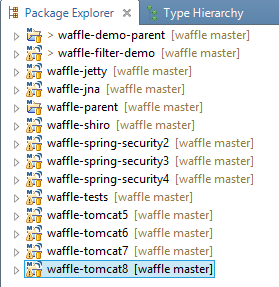 Package Explorer Type Hierarchy
> waffle-demo-parent [waffle master]
> waffle-filter-demo [waffle master]
waffle-jetty [waffle master]
waffle-jna [waffle master]
waffle-parent [waffle master]
waffle-shiro [waffle master]
waffle-spring-security2 [waffle master]
waffle-spring-security3 [waffle master]
waffle-spring-security4 [waffle master]
waffle-tests [waffle master]
waffle-tomcat5 [waffle master]
waffle-tomcat6 [waffle master]
waffle-tomcat7 [waffle master]
waffle-tomcat8 [waffle master]